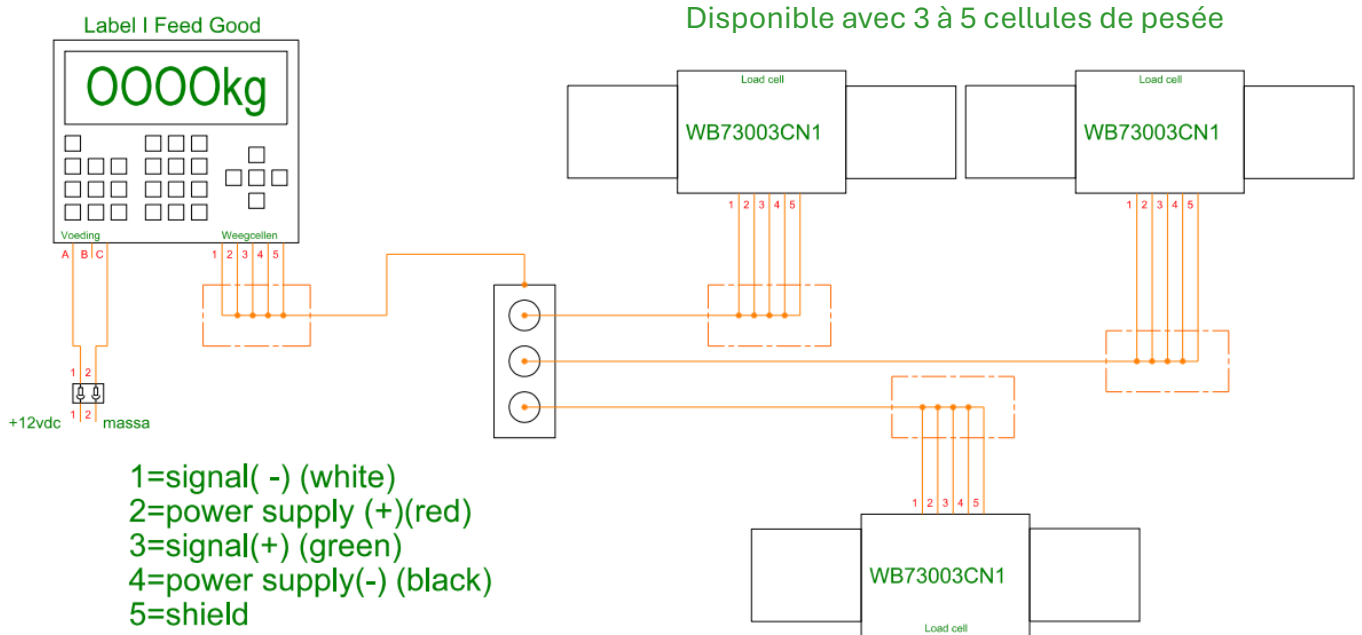 Disponible avec 3 à 5 cellules de pesée
Label I Feed Good
OOOOkg
Voeding
Weegcellen
A B C
1 2 3 4 5
1 2
1 2
+12vdc
massa
Load cell
WB73003CN1
1 2 3 4 5
Load cell
WB73003CN1
1 2 3 4 5
1 2 3 4 5
WB73003CN1
Load cell
1=signal( -) (white)
2=power supply (+)(red)
3=signal(+) (green)
4=power supply(-) (black)
5=shield